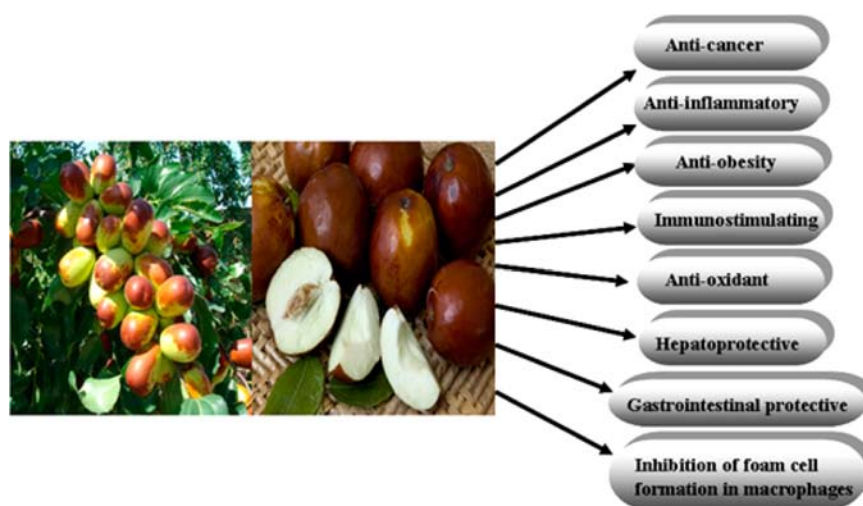 Anti-cancer
Anti-inflammatory
Anti-obesity
Immunostimulating
Anti-oxidant
Hepatoprotective
Gastrointestinal protective
Inhibition of foam cell
formation in macrophages